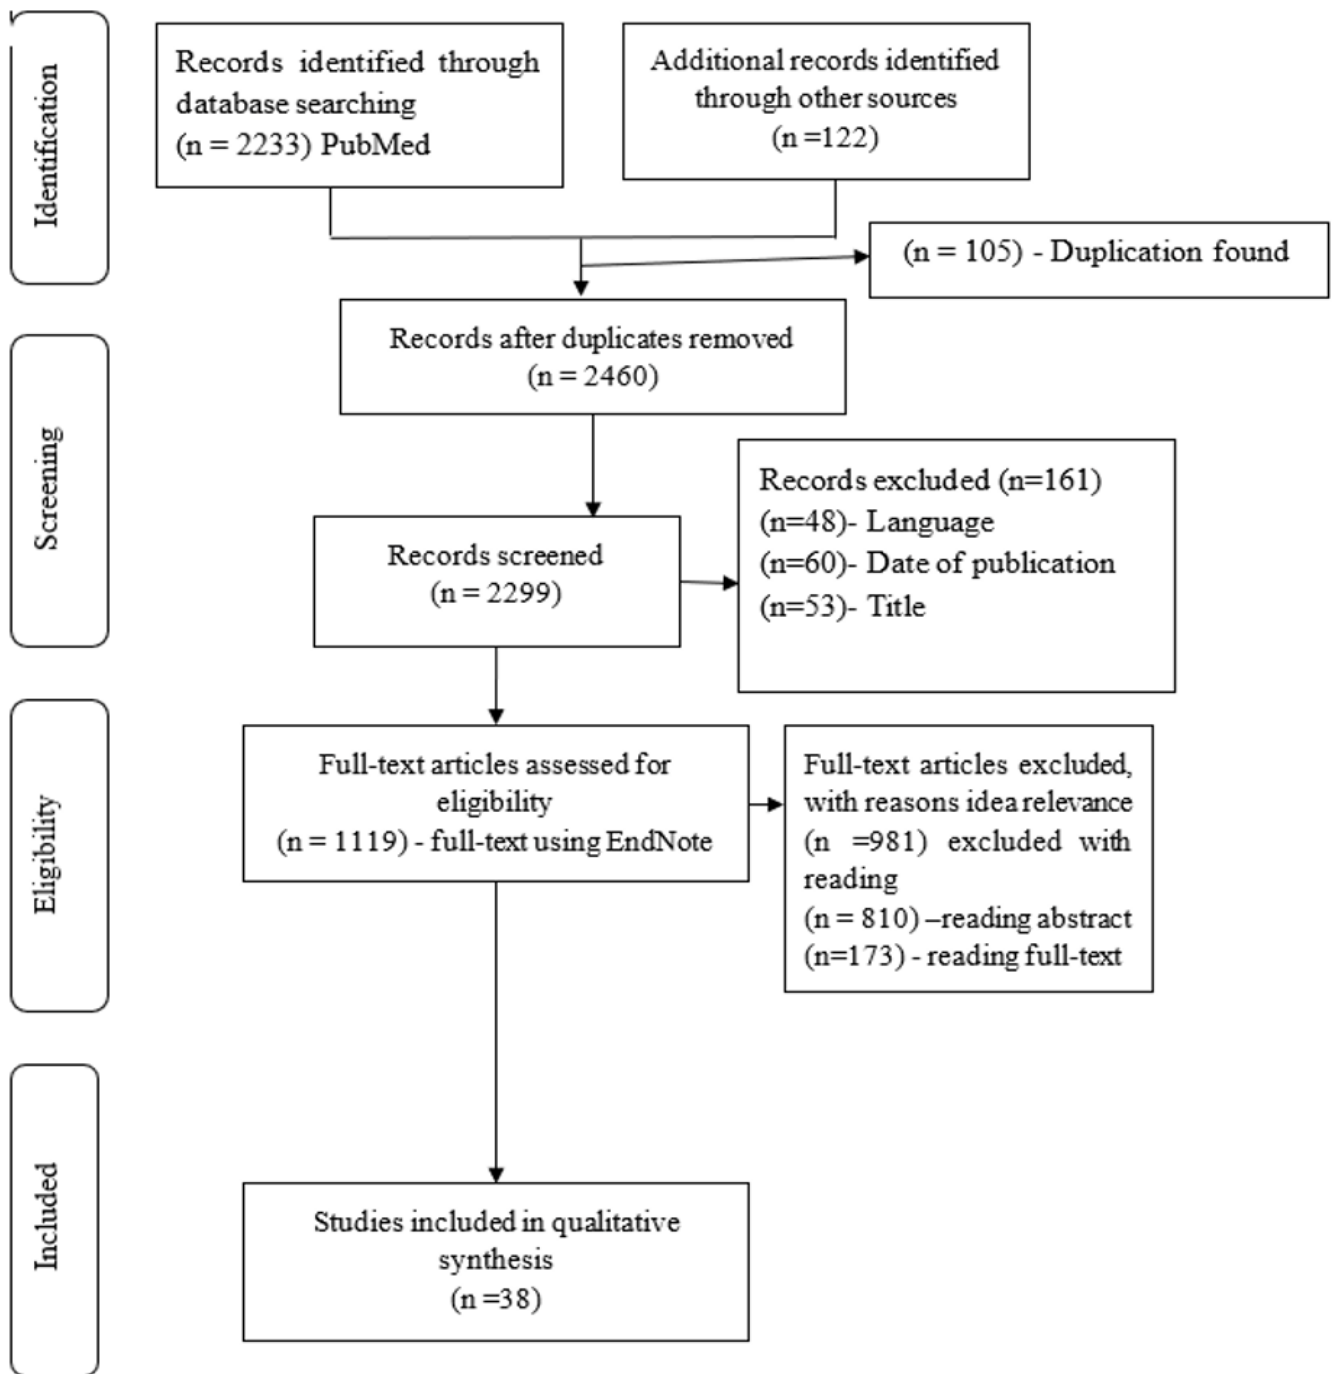 Identification
Records identified through
database searching
(n = 2233) PubMed
Additional records identified
through other sources
(n =122)
(n = 105) - Duplication found
Records after duplicates removed
(n = 2460)
Screening
Records screened
(n = 2299)
Records excluded (n=161)
(n=48)- Language
(n=60)- Date of publication
(n=53)- Title
Eligibility
Full-text articles assessed for
eligibility
(n = 1119) - full-text using EndNote
Full-text articles excluded,
with reasons idea relevance
(n =981) excluded with
reading
(n = 810) –reading abstract
(n=173) - reading full-text
Included
Studies included in qualitative
synthesis
(n =38)